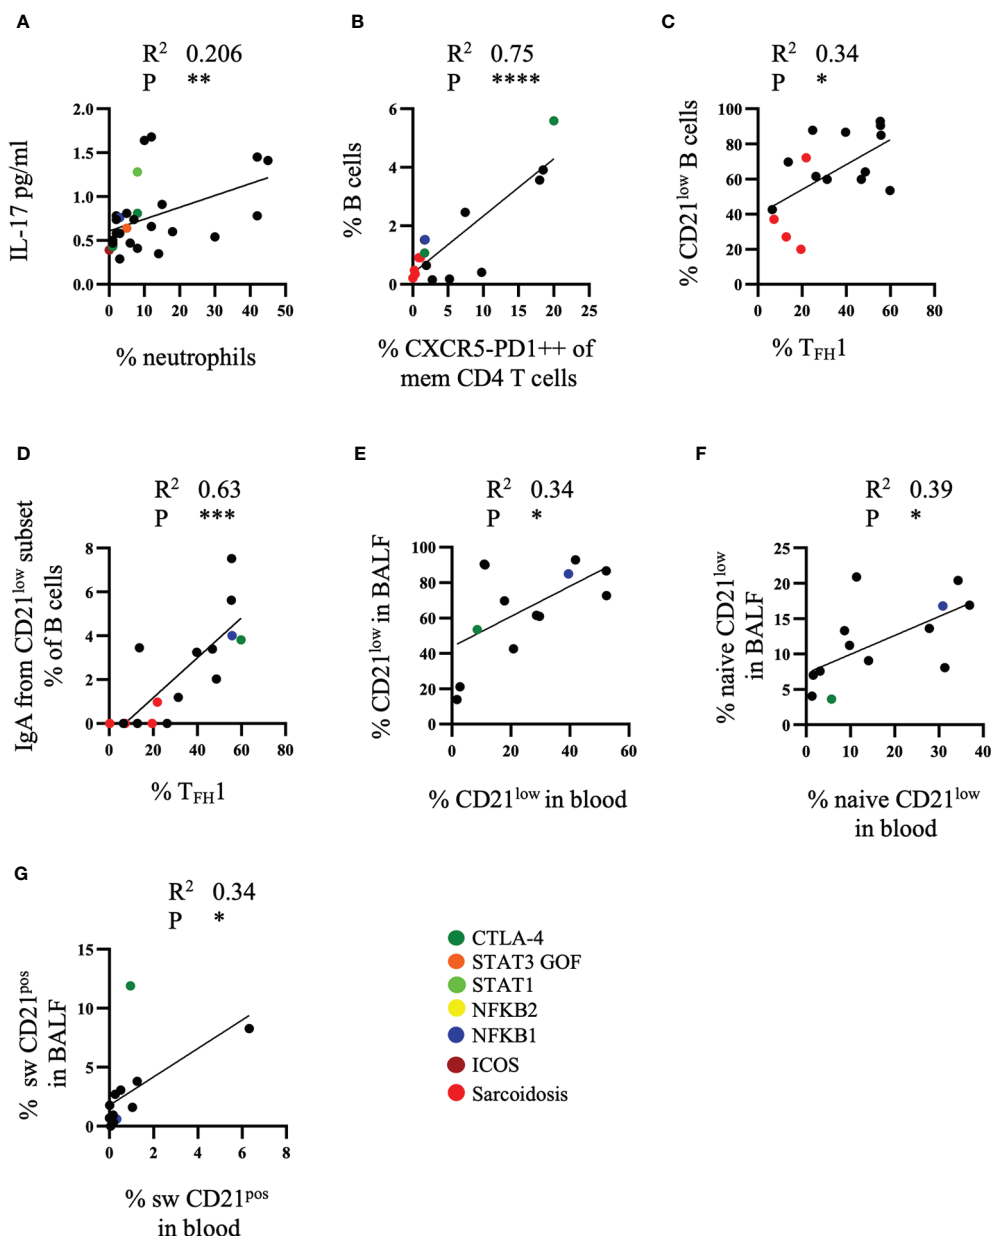 A
R² 0.206
P **
IL-17 pg/ml
2.0
1.5
1.0
0.5
0.0
0 10 20 30 40 50
% neutrophils
B
R² 0.75
P ****
% B cells
6
4
2
0
0 5 10 15 20 25
% CXCR5-PD1++ of
mem CD4 T cells
C
R² 0.34
P *
% CD21low B cells
100
80
60
40
20
0
0 20 40 60 80
% TFH1
D
R² 0.63
P ***
IgA from CD21low subset
% of B cells
8
6
4
2
0
0 20 40 60 80
% TFH1
E
R² 0.34
P *
% CD21low in BALF
100
80
60
40
20
0
0 20 40 60
% CD21low in blood
F
R² 0.39
P *
% naive CD21low
in BALF
25
20
15
10
5
0
0 10 20 30 40
% naive CD21low
in blood
G
R² 0.34
P *
% sw CD21pos
in BALF
15
10
5
0
0 2 4 6 8
% sw CD21pos
in blood
CTLA-4
STAT3 GOF
STAT1
NFKB2
NFKB1
ICOS
Sarcoidosis